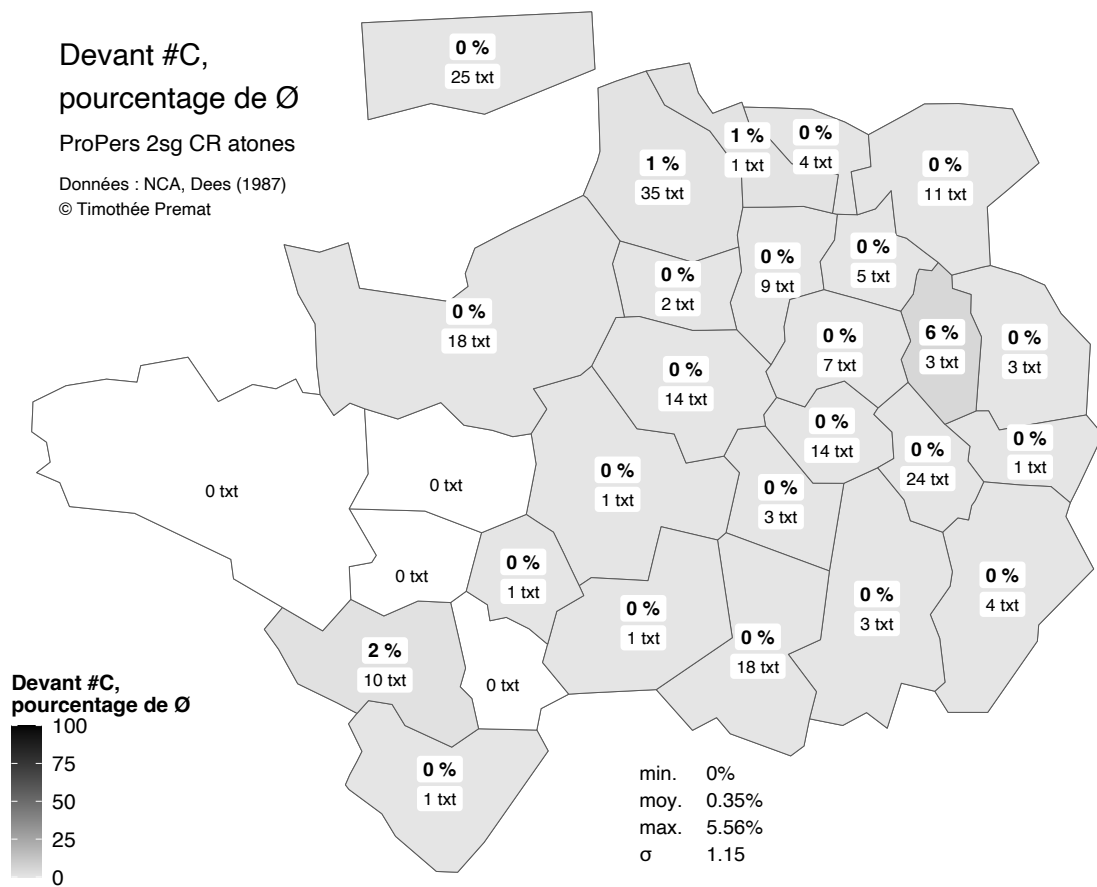 Devant #C,
pourcentage de Ø
ProPers 2sg CR atones
Données : NCA, Dees (1987)
© Timothée Premat
0 %
25 txt
1 %
35 txt
1 %
1 txt
0 %
4 txt
0 %
11 txt
0 %
18 txt
0 %
2 txt
0 %
9 txt
0 %
5 txt
0 %
7 txt
6 %
3 txt
0 %
3 txt
0 %
14 txt
0 %
14 txt
0 %
24 txt
0 %
1 txt
0 txt
0 txt
0 %
1 txt
0 %
3 txt
0 txt
0 %
1 txt
0 %
1 txt
0 %
18 txt
0 %
3 txt
0 %
4 txt
2 %
10 txt
0 txt
0 %
1 txt
Devant #C,
pourcentage de Ø
100
75
50
25
0
min. 0%
moy. 0.35%
max. 5.56%
σ 1.15